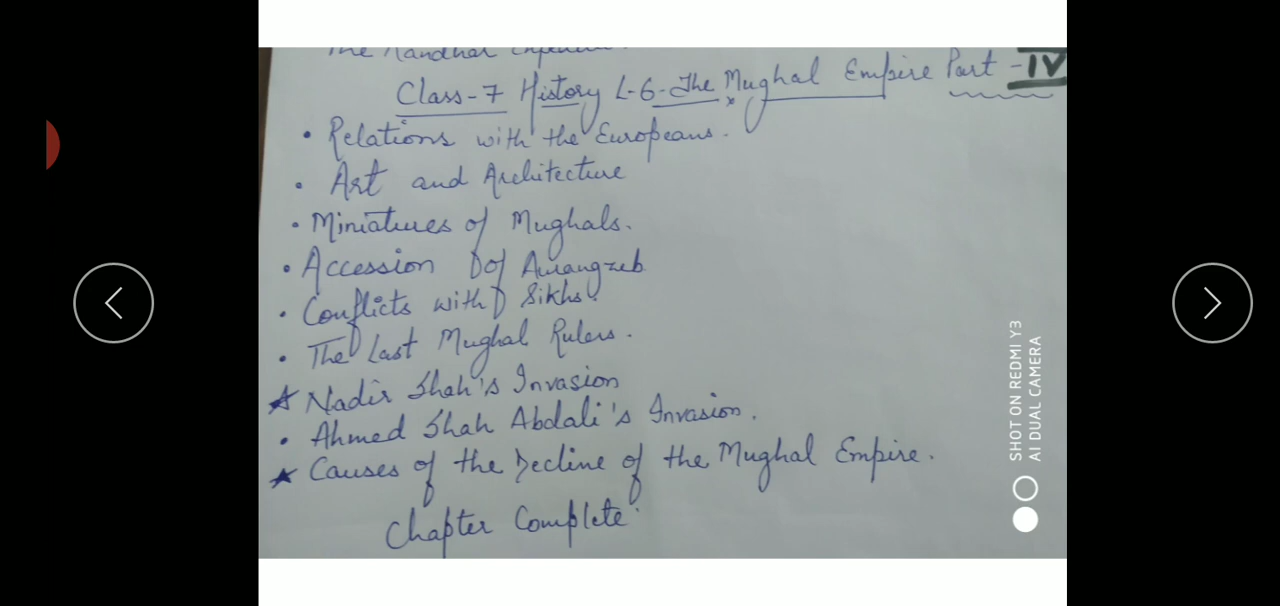 The Kandhar
Class-7 History L-6-The Mughal Empire Part - IV
• Relations with the Europeans.
• Art and Architecture
• Miniatures of Mughals.
• Accession of Aurangzeb
• Conflicts with Sikhs.
• The Last Mughal Rulers.
★ Nadir Shah's Invasion
• Ahmed Shah Abdali's Invasion.
★ Causes of the Decline of the Mughal Empire.
Chapter Complete
SHOT ON REDMI Y3
AI DUAL CAMERA